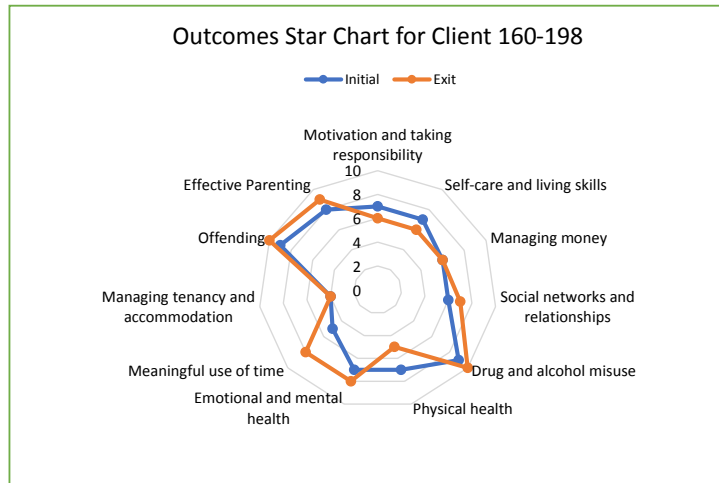 Outcomes Star Chart for Client 160-198
Initial
Exit
Motivation and taking
responsibility
Self-care and living skills
Managing money
Social networks and
relationships
Drug and alcohol misuse
Physical health
Emotional and mental
health
Meaningful use of time
Managing tenancy and
accommodation
Offending
Effective Parenting
10
8
6
4
2
0